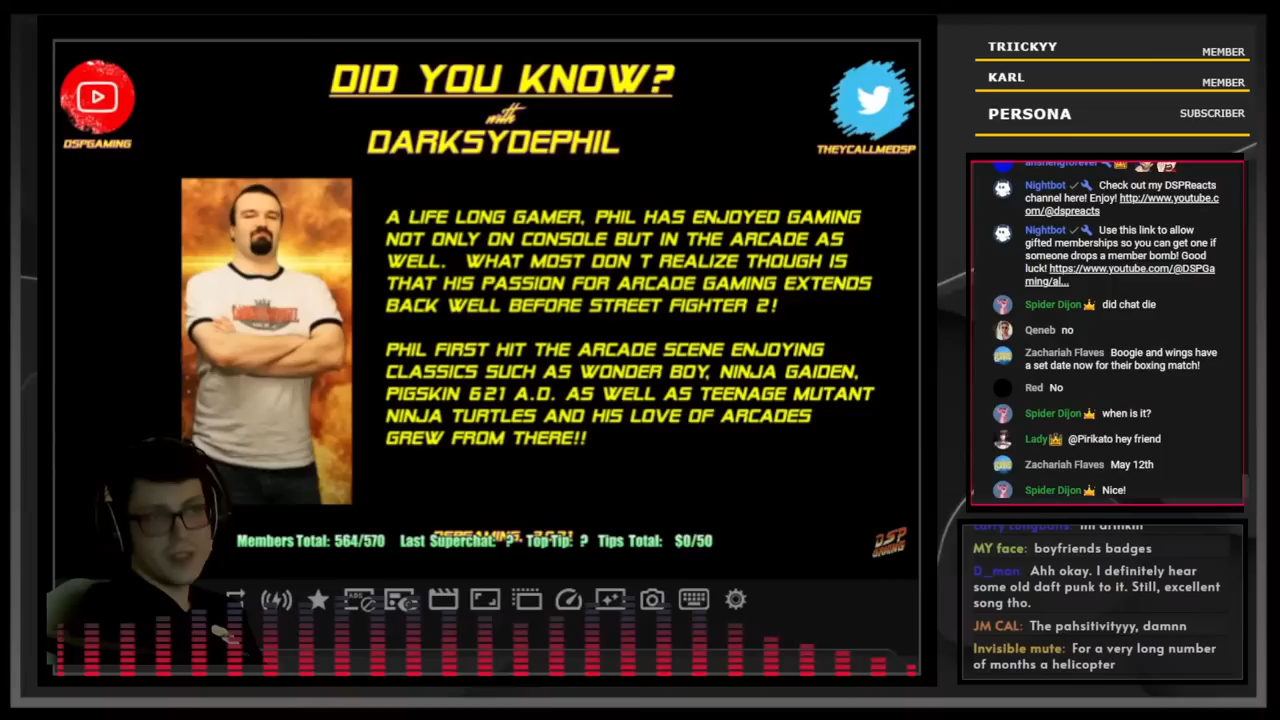 DID YOU KNOW?
with
DARKSYDEPHIL
DSPGAMING
THEYCALLMEDSP
A LIFE LONG GAMER, PHIL HAS ENJOYED GAMING
NOT ONLY ON CONSOLE BUT IN THE ARCADE AS
WELL. WHAT MOST DON T REALIZE THOUGH IS
THAT HIS PASSION FOR ARCADE GAMING EXTENDS
BACK WELL BEFORE STREET FIGHTER 2!
PHIL FIRST HIT THE ARCADE SCENE ENJOYING
CLASSICS SUCH AS WONDER BOY, NINJA GAIDEN,
PIGSKIN 621 A.D. AS WELL AS TEENAGE MUTANT
NINJA TURTLES AND HIS LOVE OF ARCADES
GREW FROM THERE!!
Members Total: 564/570 Last Superchat: ? Top Tip: ? Tips Total: $0/50
DSP
GAMING
TRIICKYY MEMBER
KARL MEMBER
PERSONA SUBSCRIBER
anshengforever
Nightbot Check out my DSPReacts
channel here! Enjoy! http://www.youtube.c
om/@dspreacts
Nightbot Use this link to allow
gifted memberships so you can get one if
someone drops a member bomb! Good
luck! https://www.youtube.com/@DSPGa
ming/al...
Spider Dijon did chat die
Qeneb no
Zachariah Flaves Boogie and wings have
a set date now for their boxing match!
Red No
Spider Dijon when is it?
Lady @Pirikato hey friend
Zachariah Flaves May 12th
Spider Dijon Nice!
MY face: boyfriends badges
D_man Ahh okay. I definitely hear
some old daft punk to it. Still, excellent
song tho.
JM CAL: The pahsitivityyy, damnn
Invisible mute: For a very long number
of months a helicopter